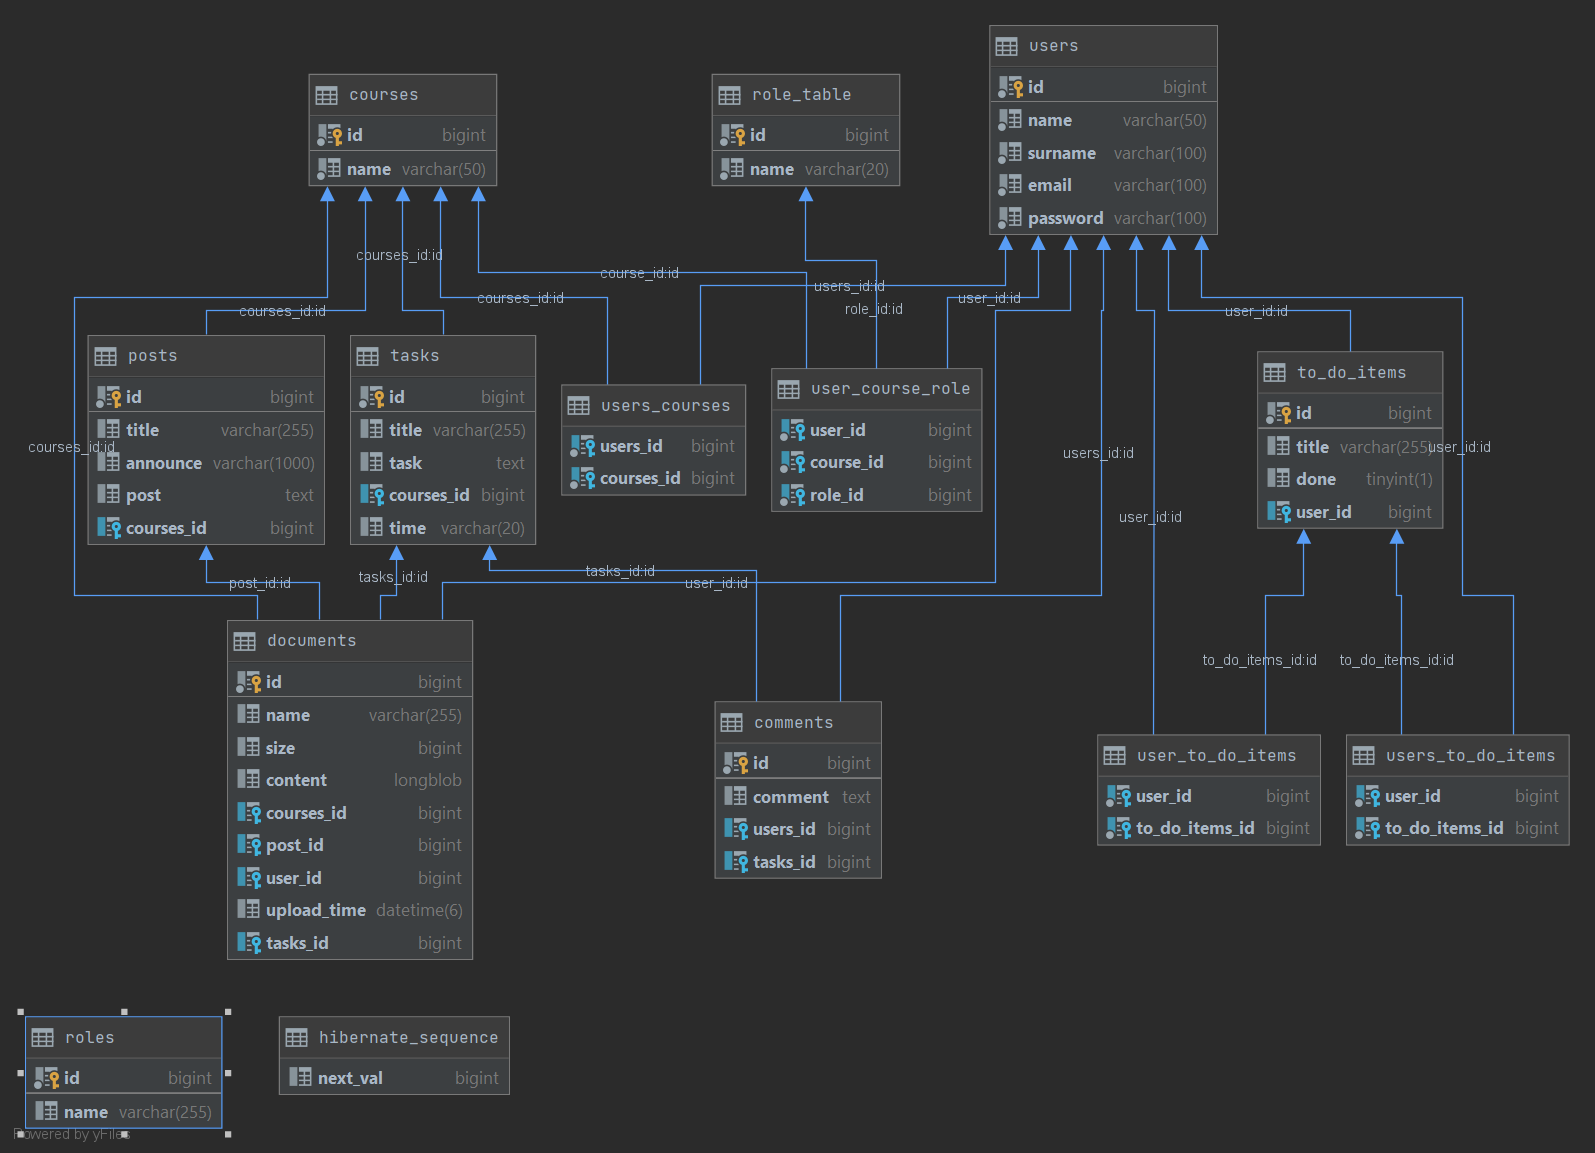 users
id bigint
name varchar(50)
surname varchar(100)
email varchar(100)
password varchar(100)
courses
id bigint
name varchar(50)
role_table
id bigint
name varchar(20)
courses_id:id
course_id:id
users_id:id
courses_id:id
user_id:id
courses_id:id
role_id:id
user_id:id
posts
id bigint
title varchar(255)
announce varchar(1000)
post text
courses_id bigint
tasks
id bigint
title varchar(255)
task text
courses_id bigint
time varchar(20)
users_courses
users_id bigint
courses_id bigint
user_course_role
user_id bigint
course_id bigint
role_id bigint
to_do_items
id bigint
title varchar(255)
done tinyint(1)
user_id bigint
courses_id:id
users_id:id
user_id:id
user_id:id
post_id:id
tasks_id:id
tasks_id:id
user_id:id
documents
id bigint
name varchar(255)
size bigint
content longblob
courses_id bigint
post_id bigint
user_id bigint
upload_time datetime(6)
tasks_id bigint
to_do_items_id:id
to_do_items_id:id
comments
id bigint
comment text
users_id bigint
tasks_id bigint
user_to_do_items
user_id bigint
to_do_items_id bigint
users_to_do_items
user_id bigint
to_do_items_id bigint
roles
id bigint
name varchar(255)
hibernate_sequence
next_val bigint
Powered by yFiles